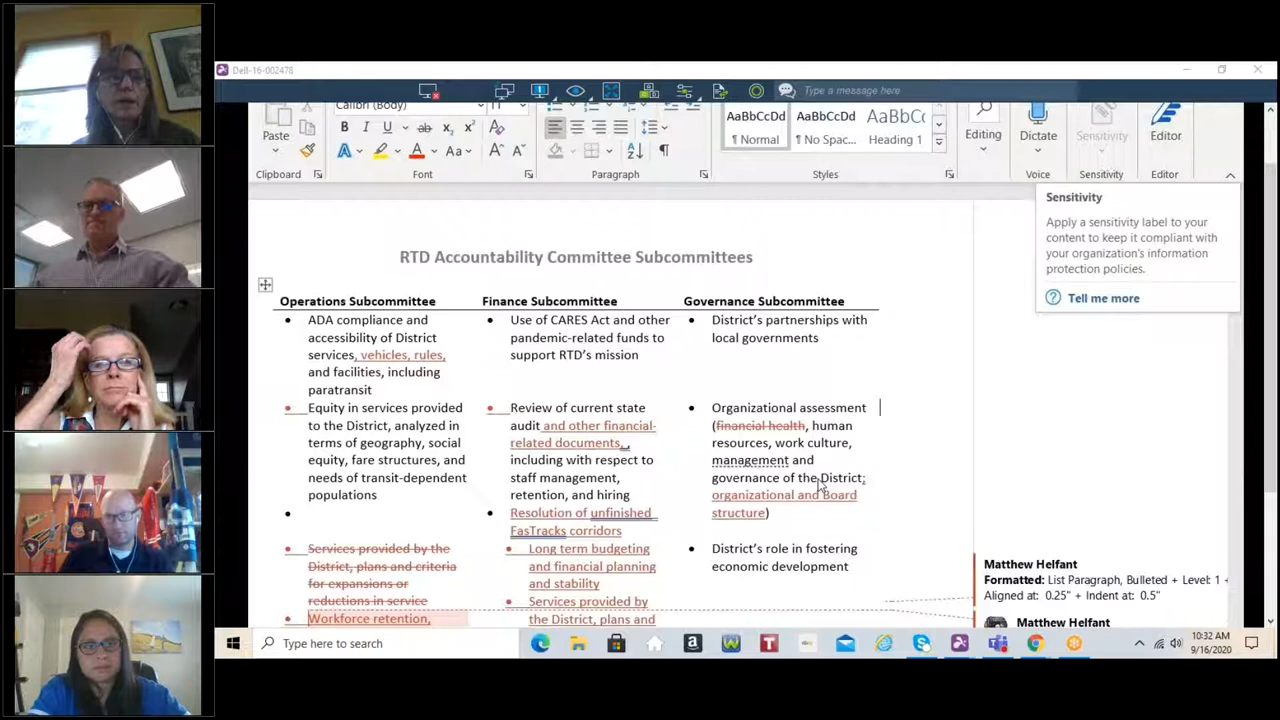 Dell-16-002478
Type a message here
Calibri (Body)
11
AaBbCcDd
AaBbCcDd
AaBbCc
Paste
B I U ab x₂ x²
Aa
¶ Normal
¶ No Spac...
Heading 1
Editing
Dictate
Sensitivity
Editor
Clipboard
Font
Paragraph
Styles
Voice
Sensitivity
Editor
Sensitivity
Apply a sensitivity label to your
content to keep it compliant with
your organization's information
protection policies.
Tell me more
RTD Accountability Committee Subcommittees
Operations Subcommittee
Finance Subcommittee
Governance Subcommittee
ADA compliance and
accessibility of District
services, vehicles, rules,
and facilities, including
paratransit
Use of CARES Act and other
pandemic-related funds to
support RTD's mission
District's partnerships with
local governments
Equity in services provided
to the District, analyzed in
terms of geography, social
equity, fare structures, and
needs of transit-dependent
populations
Review of current state
audit and other financial-
related documents, ,
including with respect to
staff management,
retention, and hiring
Organizational assessment
(financial health, human
resources, work culture,
management and
governance of the District;
organizational and Board
structure)
Resolution of unfinished
FasTracks corridors
Services provided by the
District, plans and criteria
for expansions or
reductions in service
Workforce retention,
Long term budgeting
and financial planning
and stability
Services provided by
the District, plans and
District's role in fostering
economic development
Matthew Helfant
Formatted: List Paragraph, Bulleted + Level: 1 +
Aligned at: 0.25" + Indent at: 0.5"
Matthew Helfant
Type here to search
10:32 AM
9/16/2020